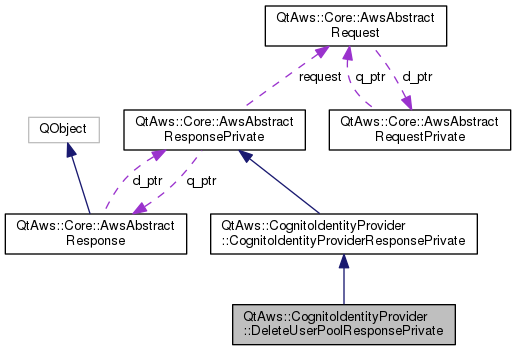 QtAws::Core::AwsAbstract
Request
request
q_ptr
d_ptr
QObject
QtAws::Core::AwsAbstract
ResponsePrivate
QtAws::Core::AwsAbstract
RequestPrivate
d_ptr
q_ptr
QtAws::Core::AwsAbstract
Response
QtAws::CognitoIdentityProvider
::CognitoIdentityProviderResponsePrivate
QtAws::CognitoIdentityProvider
::DeleteUserPoolResponsePrivate